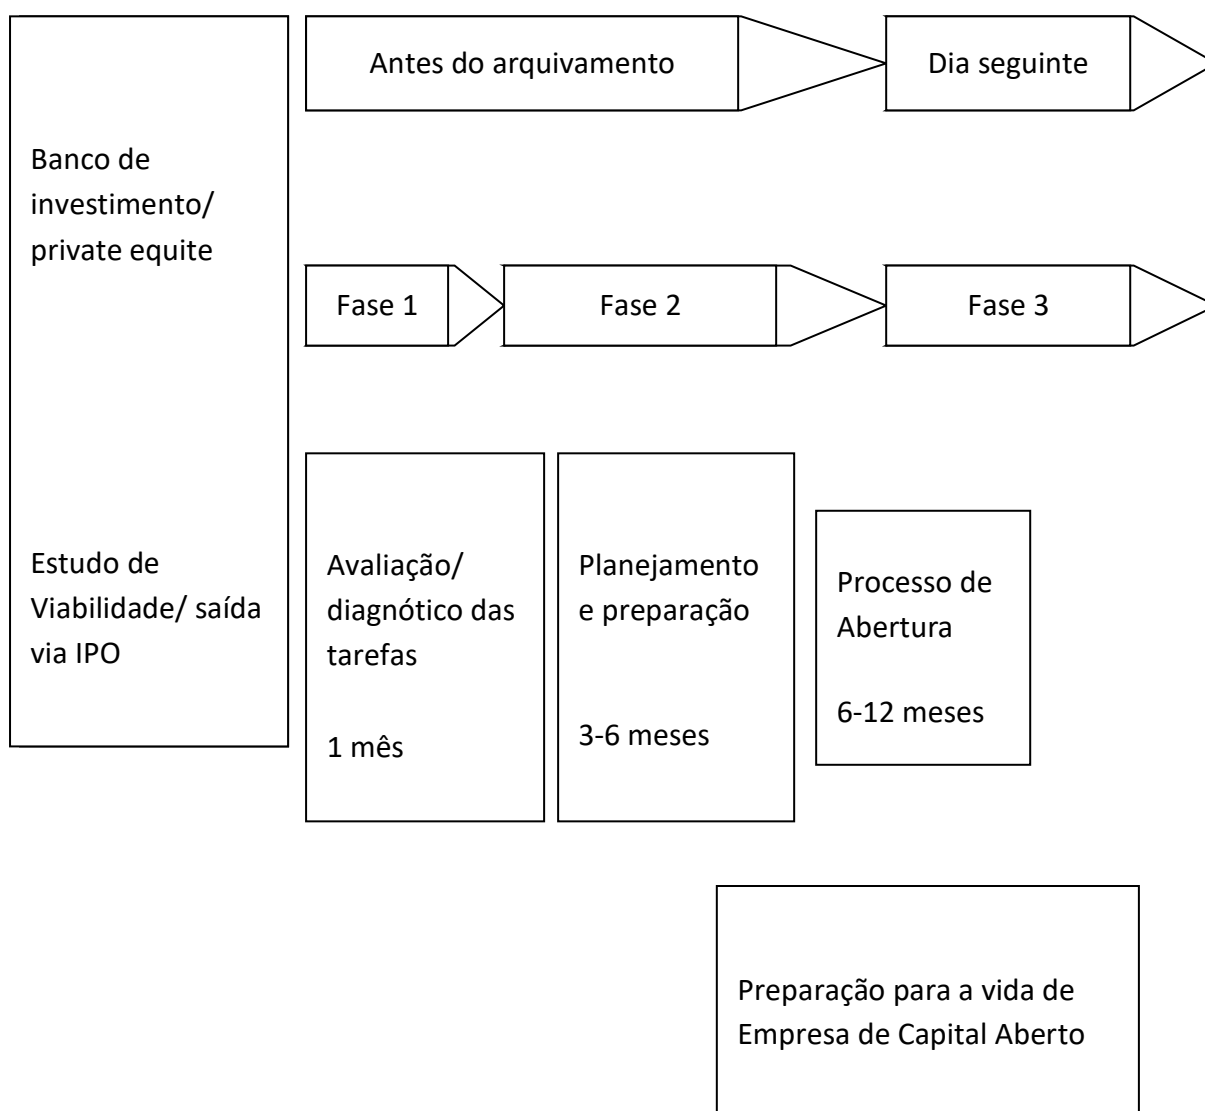 Antes do arquivamento
Dia seguinte
Banco de
investimento/
private equite
Fase 1
Fase 2
Fase 3
Estudo de
Viabilidade/ saída
via IPO
Avaliação/
diagnótico das
tarefas
1 mês
Planejamento
e preparação
3-6 meses
Processo de
Abertura
6-12 meses
Preparação para a vida de
Empresa de Capital Aberto